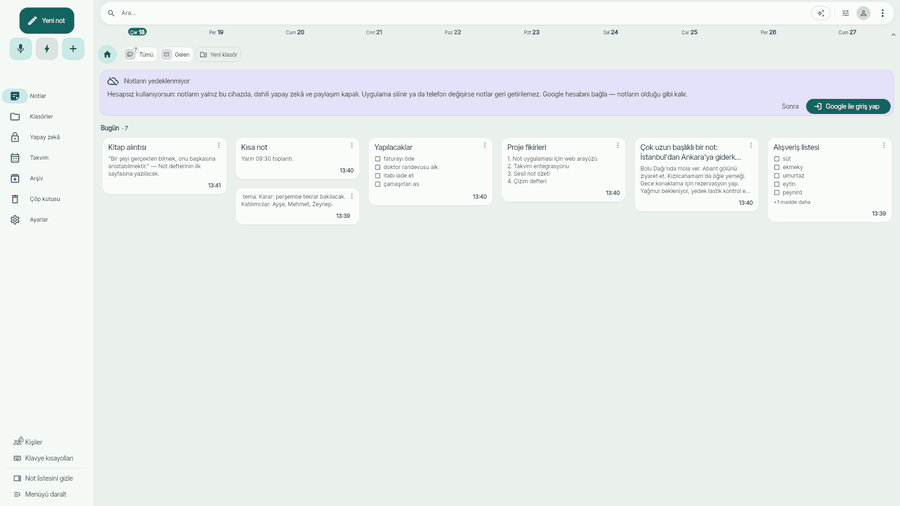 Yeni not
Notlar
Klasörler
Yapay zekâ
Takvim
Arşiv
Çöp kutusu
Ayarlar
Kişiler
Klavye kısayolları
Not listesini gizle
Menüyü daralt
Ara...
Çar 18
Per 19
Cum 20
Cmt 21
Paz 22
Pzt 23
Sal 24
Çar 25
Per 26
Cum 27
7
Tümü
Gelen
Yeni klasör
Notların yedeklenmiyor
Hesapsız kullanıyorsun: notların yalnız bu cihazda, dahili yapay zekâ ve paylaşım kapalı. Uygulama silinir ya da telefon değişirse notlar geri getirilemez. Google hesabını bağla — notların olduğu gibi kalır.
Sonra
Google ile giriş yap
Bugün · 7
Kitap alıntısı
"Bir şeyi gerçekten bilmek, onu başkasına
anlatabilmektir." — Not defterinin ilk
sayfasına yazılacak.
13:41
Kısa not
Yarın 09:30 toplantı.
13:40
tema. Karar: perşembe tekrar bakılacak.
Katılımcılar: Ayşe, Mehmet, Zeynep.
13:39
Yapılacaklar
faturayı öde
doktor randevusu alk
itabı iade et
çamaşırları as
13:40
Proje fikirleri
1. Not uygulaması için web arayüzü
2. Takvim entegrasyonu
3. Sesli not özeti
4. Çizim defteri
13:40
Çok uzun başlıklı bir not:
İstanbul'dan Ankara'ya giderk...
Bolu Dağı'nda mola ver. Abant gölünü
ziyaret et. Kızılcahamam'da öğle yemeği.
Gece konaklama için rezervasyon yap.
Yağmur bekleniyor, yedek lastik kontrol e...
13:40
Alışveriş listesi
süt
ekmeky
umurtaz
eytin
peynird
+1 madde daha
13:39